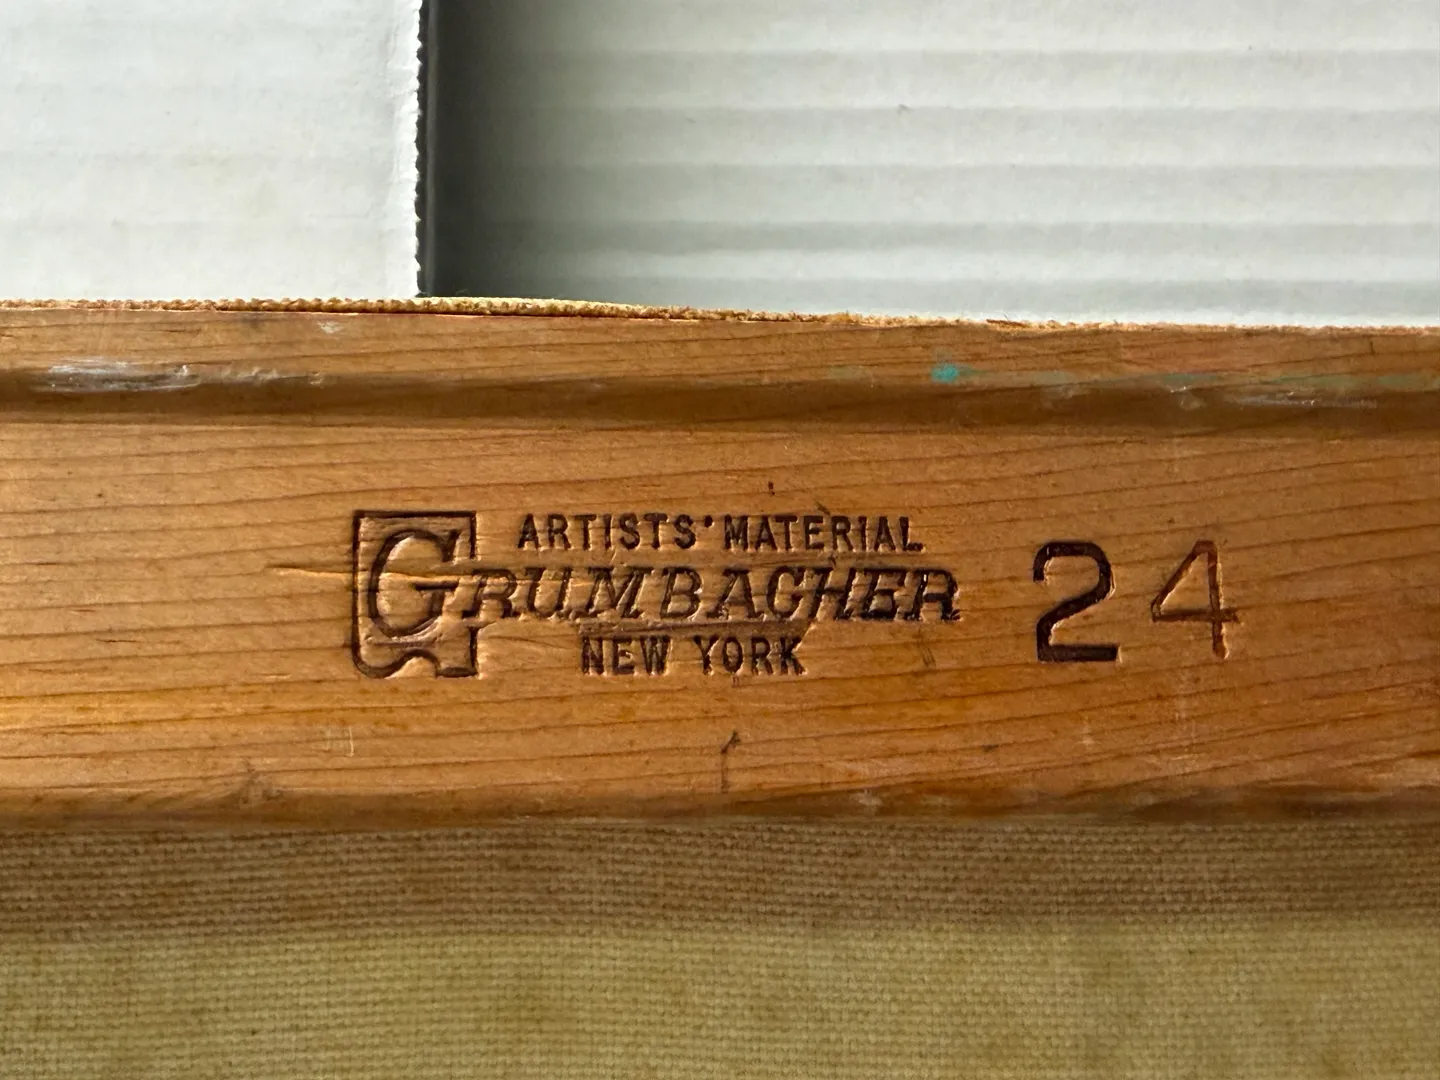 ARTISTS' MATERIAL
GRUMBACHER
NEW YORK
24